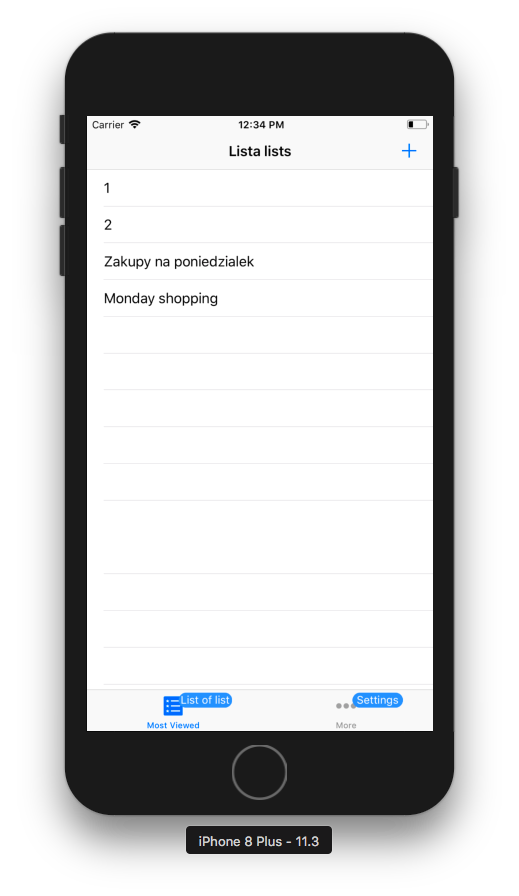 Carrier 12:34 PM
Lista lists
1
2
Zakupy na poniedzialek
Monday shopping
List of list Settings
Most Viewed More
iPhone 8 Plus - 11.3